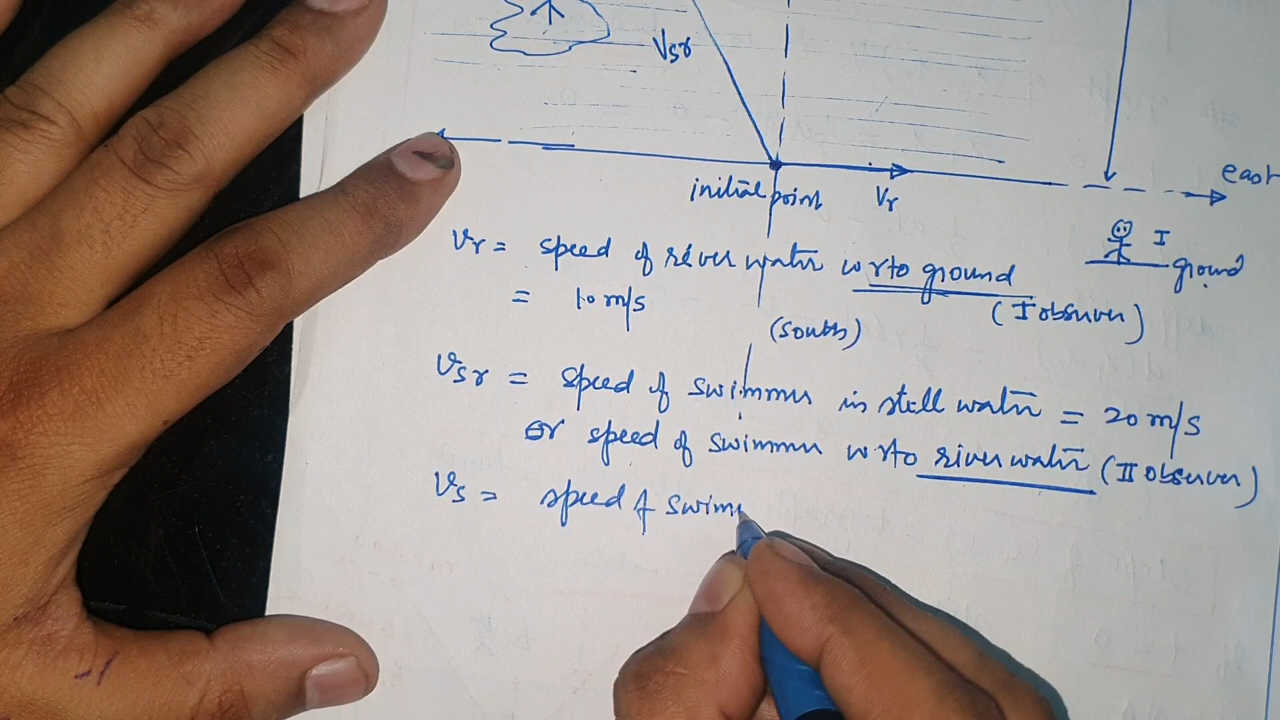 Vsr
east
initial point
Vr
I
ground
Vr = speed of river water w r to ground
= 10 m/s
(I observer)
(South)
Vsr = speed of swimmer in still water = 20 m/s
or speed of swimmer w r to river water (II observer)
Vs = speed of swim